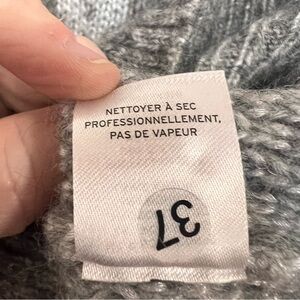 NETTOYER À SEC
PROFESSIONNELLEMENT,
PAS DE VAPEUR
37